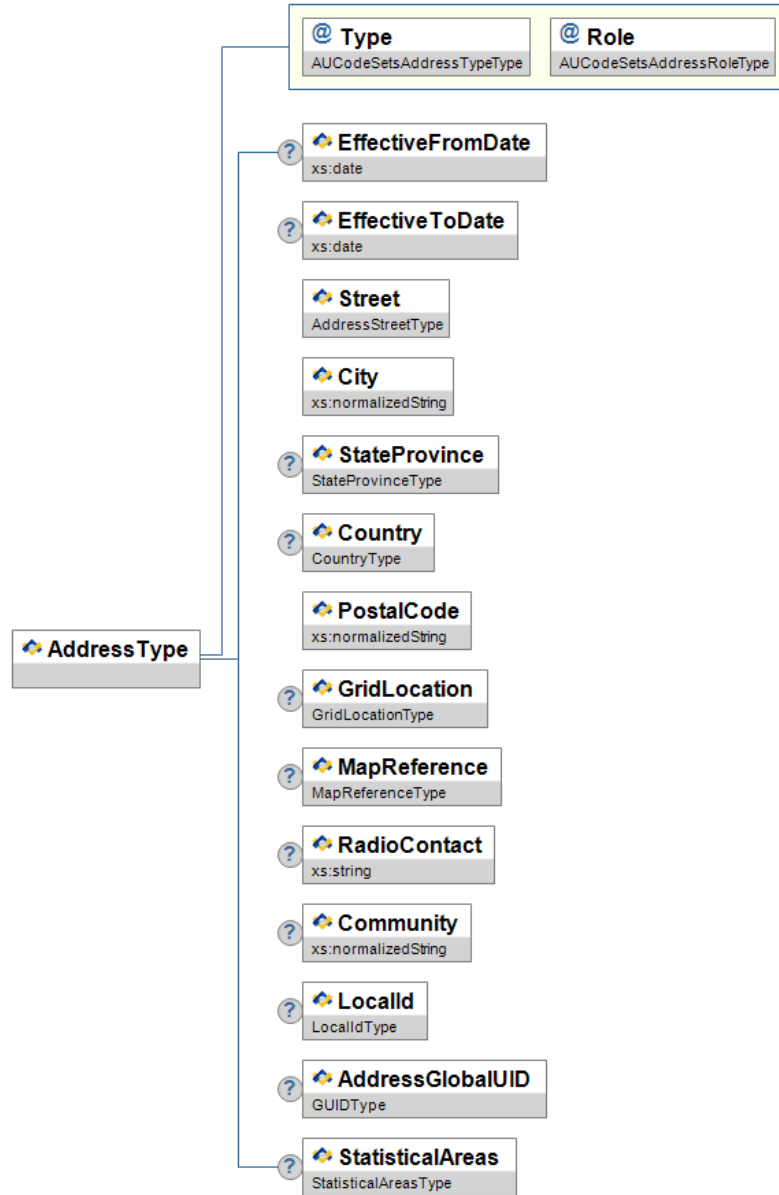 @ Type
AUCodeSetsAddressTypeType
@ Role
AUCodeSetsAddressRoleType
? EffectiveFromDate
xs:date
? EffectiveToDate
xs:date
Street
AddressStreetType
City
xs:normalizedString
? StateProvince
StateProvinceType
? Country
CountryType
PostalCode
xs:normalizedString
AddressType
? GridLocation
GridLocationType
? MapReference
MapReferenceType
? RadioContact
xs:string
? Community
xs:normalizedString
? LocalId
LocalIdType
? AddressGlobalUID
GUIDType
? StatisticalAreas
StatisticalAreasType